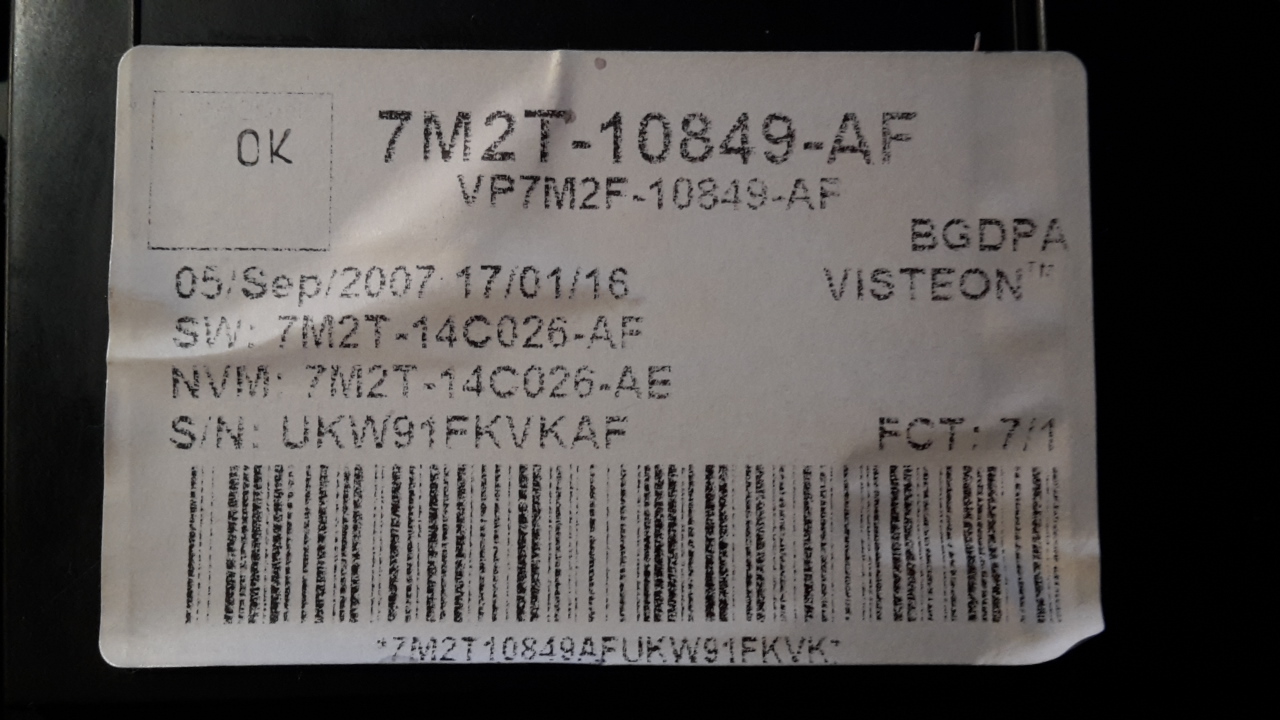 OK
7M2T-10849-AF
VP7M2F-10849-AF
BGDPA
05/Sep/2007 17/01/16
VISTEON™
SW: 7M2T-14C026-AF
NVM: 7M2T-14C026-AE
S/N: UKW91FKVKAF
FCT: 7/1
*7M2T10849AFUKW91FKVK*